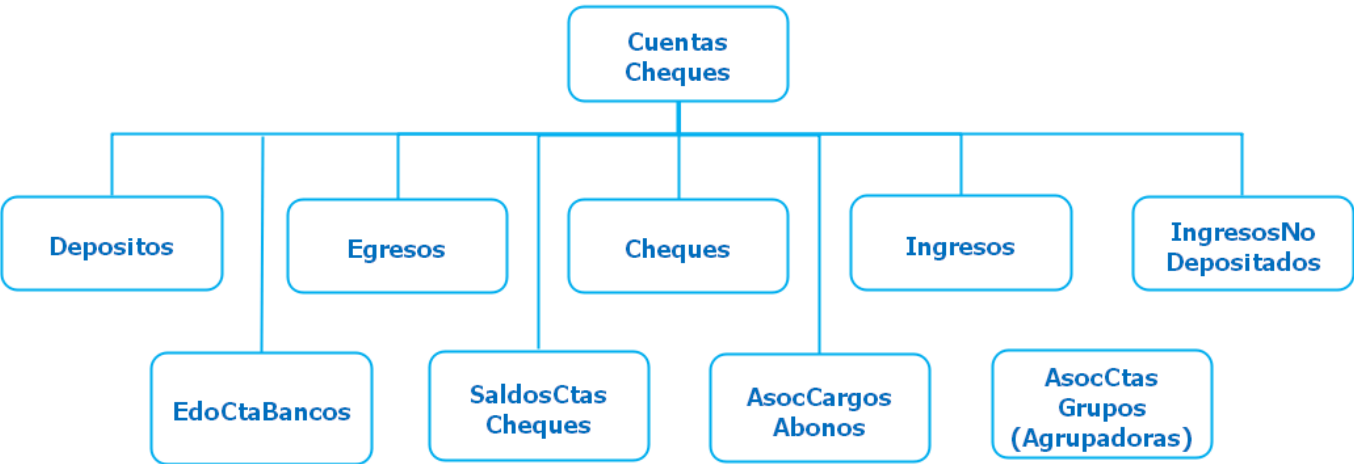 Cuentas
Cheques
Depositos
Egresos
Cheques
Ingresos
IngresosNo
Depositados
EdoCtaBancos
SaldosCtas
Cheques
AsocCargos
Abonos
AsocCtas
Grupos
(Agrupadoras)